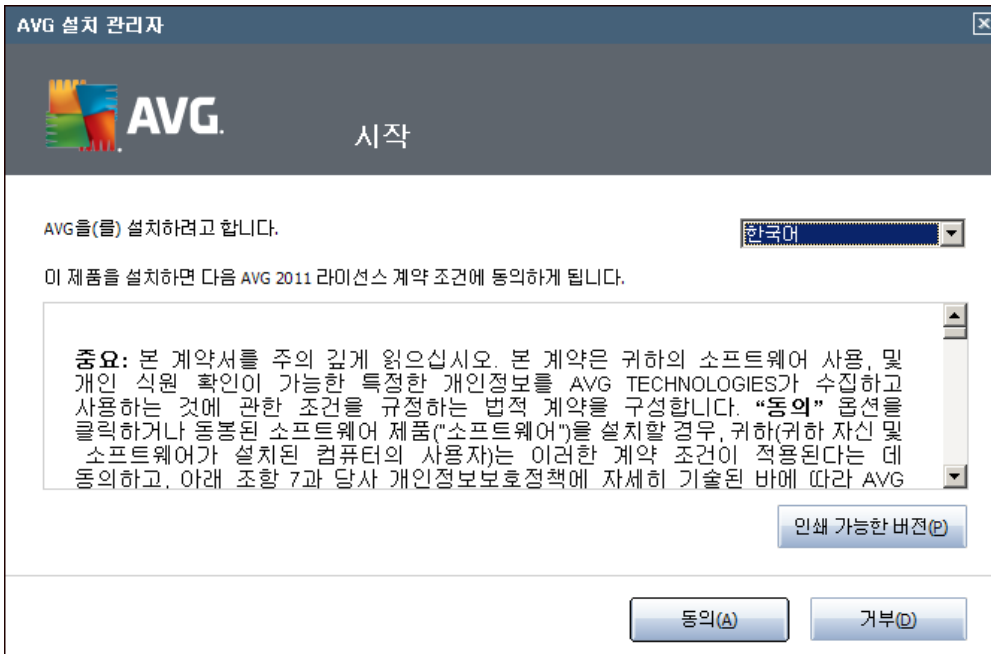 AVG 설치 관리자
AVG.
시작
AVG을(를) 설치하려고 합니다.
한국어
이 제품을 설치하면 다음 AVG 2011 라이선스 계약 조건에 동의하게 됩니다.
중요: 본 계약서를 주의 깊게 읽으십시오. 본 계약은 귀하의 소프트웨어 사용, 및
개인 식원 확인이 가능한 특정한 개인정보를 AVG TECHNOLOGIES가 수집하고
사용하는 것에 관한 조건을 규정하는 법적 계약을 구성합니다. “동의” 옵션을
클릭하거나 동봉된 소프트웨어 제품("소프트웨어")을 설치할 경우, 귀하(귀하 자신 및
소프트웨어가 설치된 컴퓨터의 사용자)는 이러한 계약 조건이 적용된다는 데
동의하고, 아래 조항 7과 당사 개인정보보호정책에 자세히 기술된 바에 따라 AVG
인쇄 가능한 버전(P)
동의(A)
거부(D)